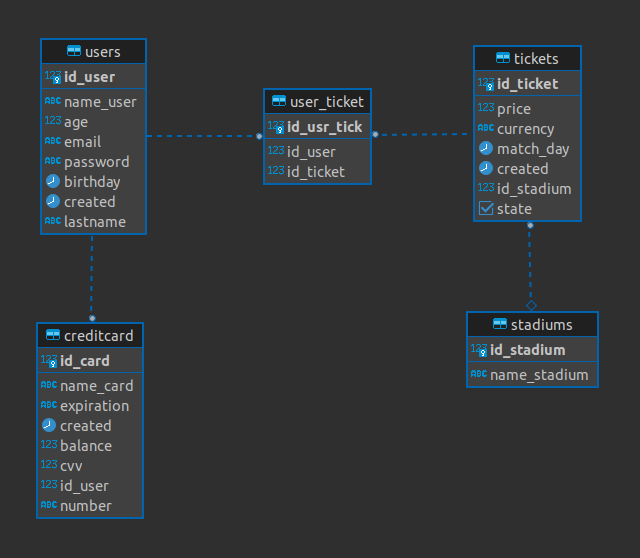 users
123 id_user
ABC name_user
123 age
ABC email
ABC password
birthday
created
ABC lastname
user_ticket
123 id_usr_tick
123 id_user
123 id_ticket
tickets
123 id_ticket
123 price
ABC currency
match_day
created
123 id_stadium
state
creditcard
123 id_card
ABC name_card
ABC expiration
created
123 balance
123 cvv
123 id_user
ABC number
stadiums
123 id_stadium
ABC name_stadium